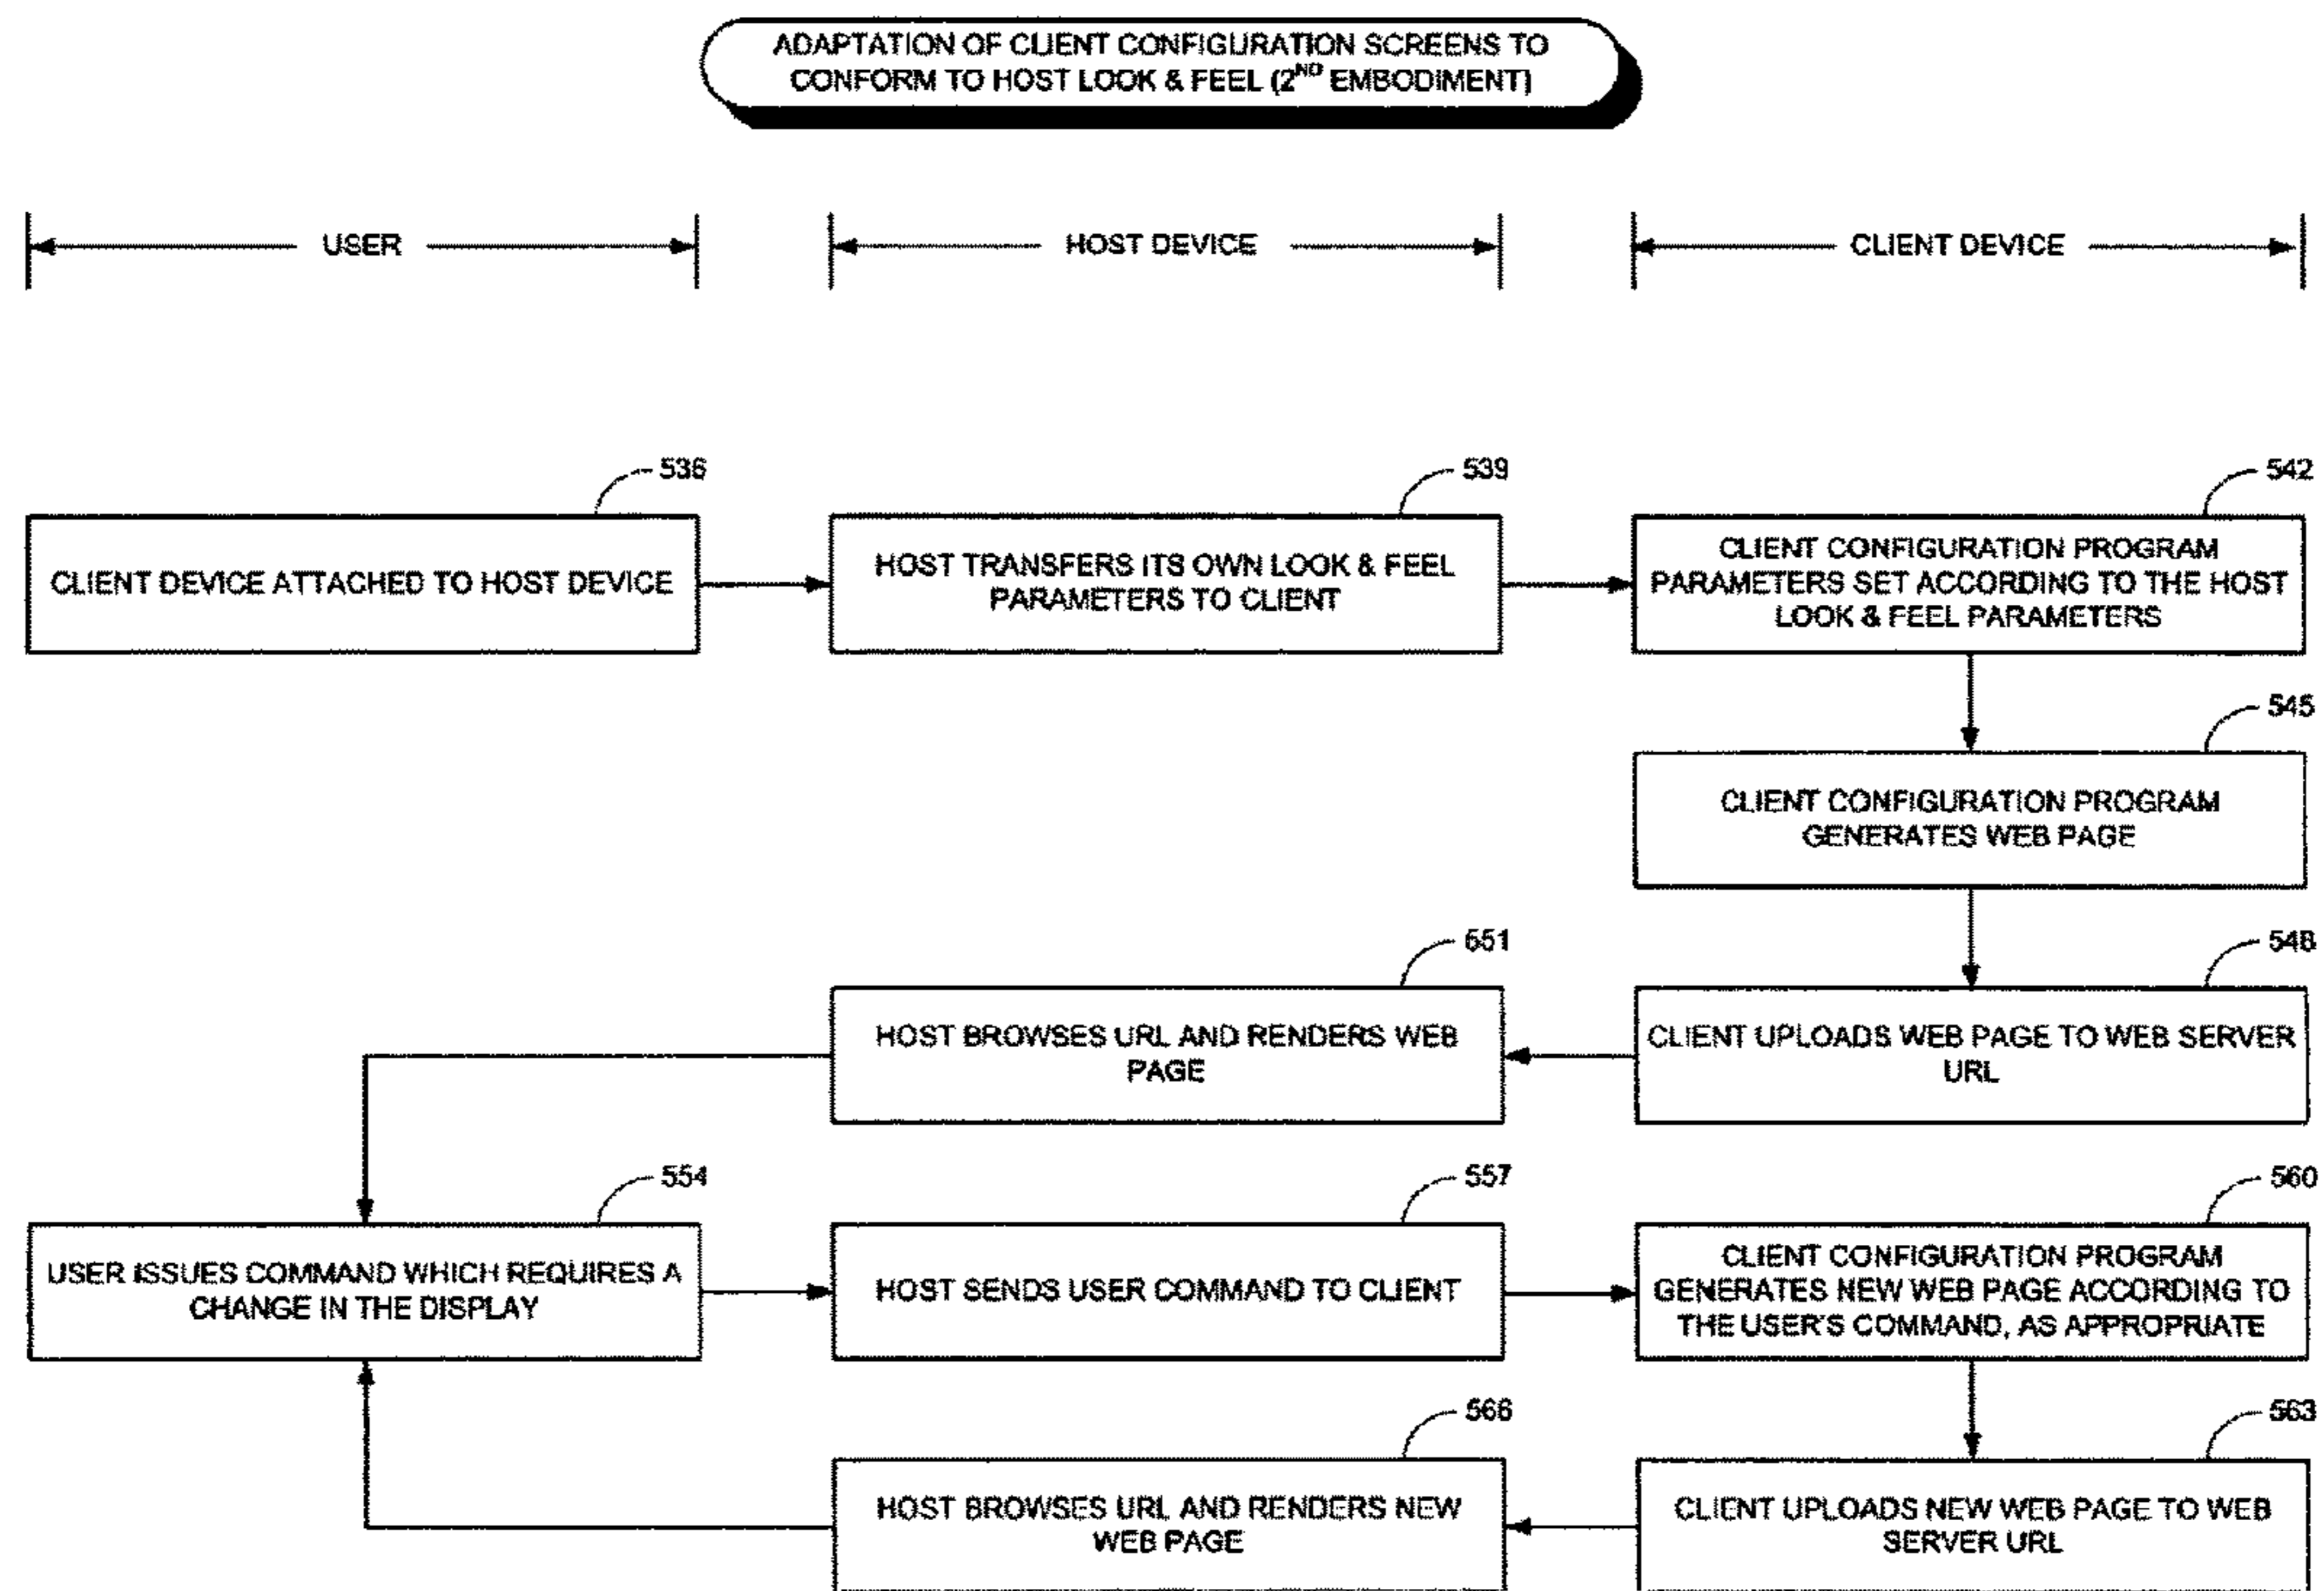 ADAPTATION OF CLIENT CONFIGURATION SCREENS TO
CONFORM TO HOST LOOK & FEEL (2ND EMBODIMENT)
USER
HOST DEVICE
CLIENT DEVICE
536
539
542
CLIENT DEVICE ATTACHED TO HOST DEVICE
HOST TRANSFERS ITS OWN LOOK & FEEL
PARAMETERS TO CLIENT
CLIENT CONFIGURATION PROGRAM
PARAMETERS SET ACCORDING TO THE HOST
LOOK & FEEL PARAMETERS
545
CLIENT CONFIGURATION PROGRAM
GENERATES WEB PAGE
551
548
HOST BROWSES URL AND RENDERS WEB
PAGE
CLIENT UPLOADS WEB PAGE TO WEB SERVER
URL
554
557
560
USER ISSUES COMMAND WHICH REQUIRES A
CHANGE IN THE DISPLAY
HOST SENDS USER COMMAND TO CLIENT
CLIENT CONFIGURATION PROGRAM
GENERATES NEW WEB PAGE ACCORDING TO
THE USER'S COMMAND, AS APPROPRIATE
566
563
HOST BROWSES URL AND RENDERS NEW
WEB PAGE
CLIENT UPLOADS NEW WEB PAGE TO WEB
SERVER URL